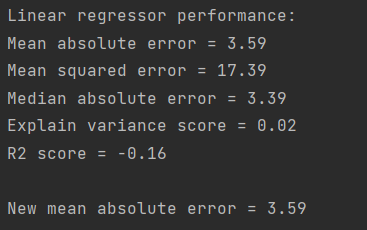 Linear regressor performance:
Mean absolute error = 3.59
Mean squared error = 17.39
Median absolute error = 3.39
Explain variance score = 0.02
R2 score = -0.16
New mean absolute error = 3.59